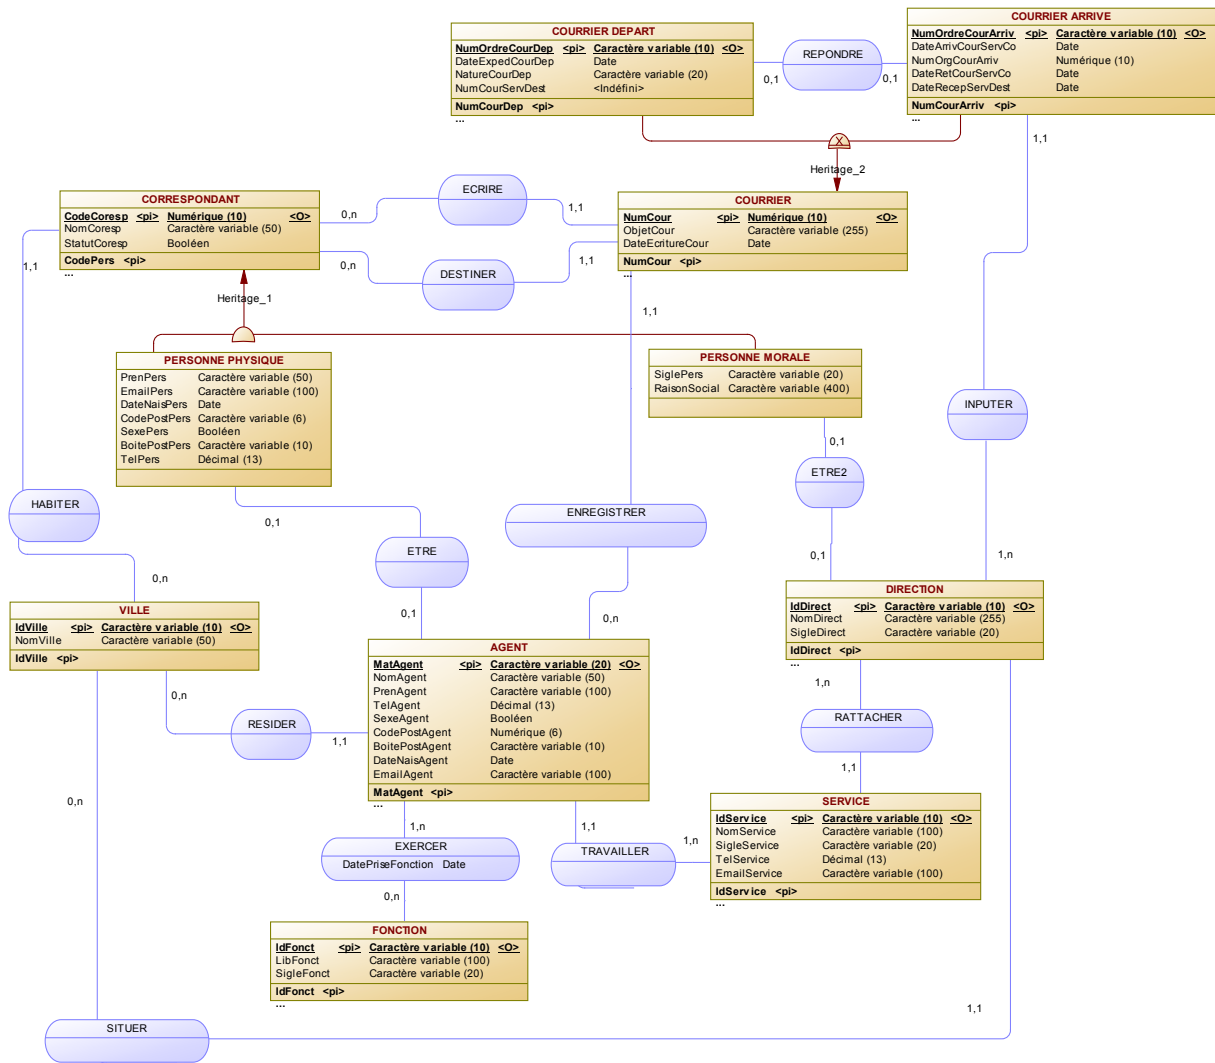 COURRIER DEPART
NumOrdreCourDep <pi> Caractère variable (10) <O>
DateExpedCourDep Date
NatureCourDep Caractère variable (20)
NumCourServDest <Indéfini>
NumCourDep <pi>
...
REPONDRE
0,1
0,1
COURRIER ARRIVE
NumOrdreCourArriv <pi> Caractère variable (10) <O>
DateArrivCourServCo Date
NumOrgCourArriv Numérique (10)
DateRetCourServCo Date
DateRecepServDest Date
NumCourArriv <pi>
...
1,1
Heritage_2
CORRESPONDANT
CodeCoresp <pi> Numérique (10) <O>
NomCoresp Caractère variable (50)
StatutCoresp Booléen
CodePers <pi>
...
ECRIRE
0,n
1,1
DESTINER
0,n
1,1
COURRIER
NumCour <pi> Numérique (10) <O>
ObjetCour Caractère variable (255)
DateEcritureCour Date
NumCour <pi>
...
1,1
1,1
Heritage_1
PERSONNE PHYSIQUE
PrenPers Caractère variable (50)
EmailPers Caractère variable (100)
DateNaisPers Date
CodePostPers Caractère variable (6)
SexePers Booléen
BoitePostPers Caractère variable (10)
TelPers Décimal (13)
PERSONNE MORALE
SiglePers Caractère variable (20)
RaisonSocial Caractère variable (400)
INPUTER
0,1
ETRE2
0,1
1,n
HABITER
0,n
0,1
ETRE
0,1
ENREGISTRER
0,n
VILLE
IdVille <pi> Caractère variable (10) <O>
NomVille Caractère variable (50)
IdVille <pi>
DIRECTION
IdDirect <pi> Caractère variable (10) <O>
NomDirect Caractère variable (255)
SigleDirect Caractère variable (20)
IdDirect <pi>
...
AGENT
MatAgent <pi> Caractère variable (20) <O>
NomAgent Caractère variable (50)
PrenAgent Caractère variable (100)
TelAgent Décimal (13)
SexeAgent Booléen
CodePostAgent Numérique (6)
BoitePostAgent Caractère variable (10)
DateNaisAgent Date
EmailAgent Caractère variable (100)
MatAgent <pi>
...
0,n
RESIDER
1,1
1,n
RATTACHER
1,1
0,n
SERVICE
IdService <pi> Caractère variable (10) <O>
NomService Caractère variable (100)
SigleService Caractère variable (20)
TelService Décimal (13)
EmailService Caractère variable (100)
IdService <pi>
...
1,n
EXERCER
DatePriseFonction Date
0,n
1,1
TRAVAILLER
1,n
FONCTION
IdFonct <pi> Caractère variable (10) <O>
LibFonct Caractère variable (100)
SigleFonct Caractère variable (20)
IdFonct <pi>
...
SITUER
1,1